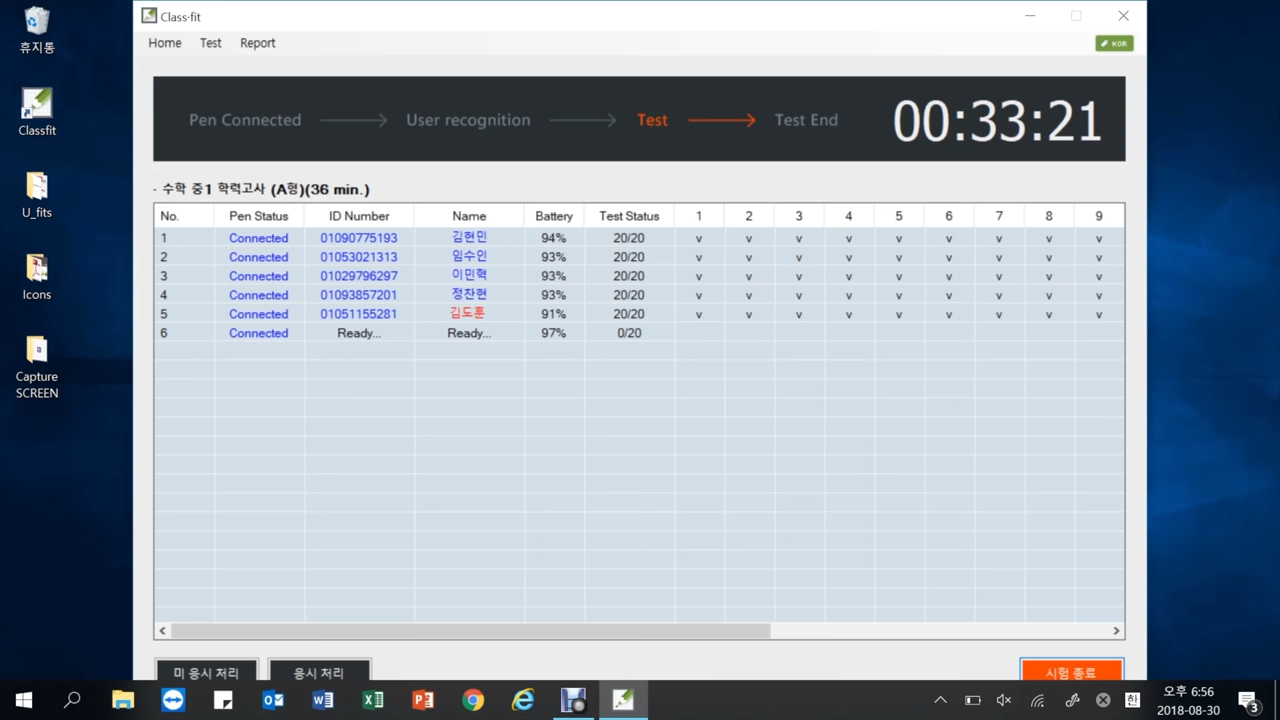 휴지통
Classfit
U_fits
Icons
Capture
SCREEN
Class·fit
Home Test Report
KOR
Pen Connected User recognition Test Test End 00:33:21
- 수학 중1 학력고사 (A형)(36 min.)
No. Pen Status ID Number Name Battery Test Status 1 2 3 4 5 6 7 8 9
1 Connected 01090775193 김현민 94% 20/20 v v v v v v v v v
2 Connected 01053021313 임수인 93% 20/20 v v v v v v v v v
3 Connected 01029796297 이민혁 93% 20/20 v v v v v v v v v
4 Connected 01093857201 정찬현 93% 20/20 v v v v v v v v v
5 Connected 01051155281 김도훈 91% 20/20 v v v v v v v v v
6 Connected Ready... Ready... 97% 0/20
미 응시 처리 응시 처리 시험 종료
한
오후 6:56
2018-08-30
3